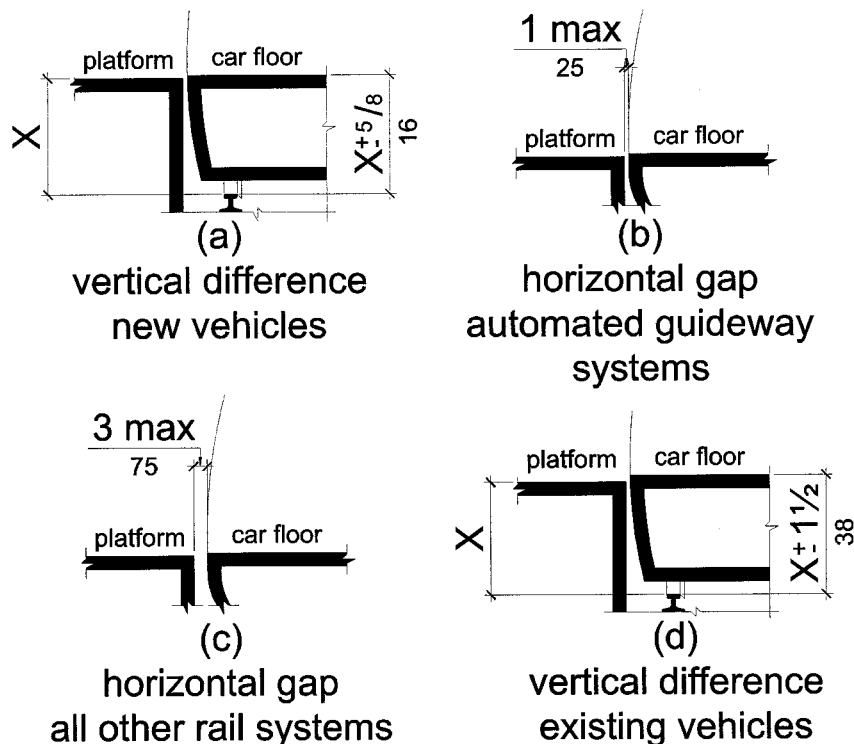 platform car floor
X
X±5/8
16
(a)
vertical difference
new vehicles
1 max
25
platform car floor
(b)
horizontal gap
automated guideway
systems
3 max
75
platform car floor
(c)
horizontal gap
all other rail systems
platform car floor
X
X±1½
38
(d)
vertical difference
existing vehicles